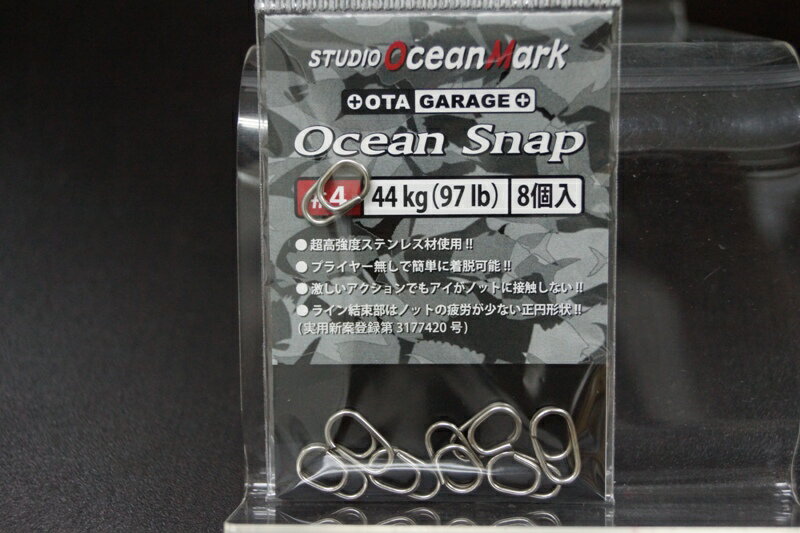 STUDIO OceanMark
OTA GARAGE
Ocean Snap
#4 44 kg (97 lb) 8個入
● 超高強度ステンレス材使用 !!
● プライヤー無しで簡単に着脱可能 !!
● 激しいアクションでもアイがノットに接触しない !!
● ライン結束部はノットの疲労が少ない正円形状 !!
(実用新案登録第 3177420 号)